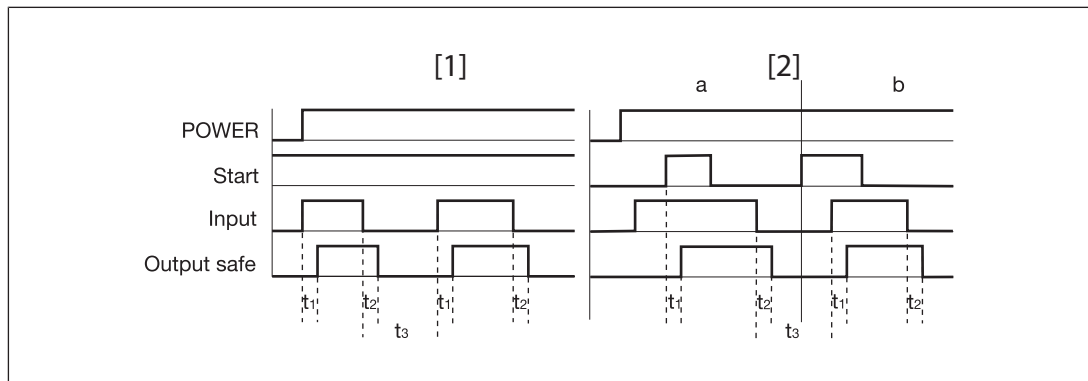 [1] [2]
a b
POWER
Start
Input
Output safe
t1 t2 t1 t2 t1 t2 t1 t2
t3 t3